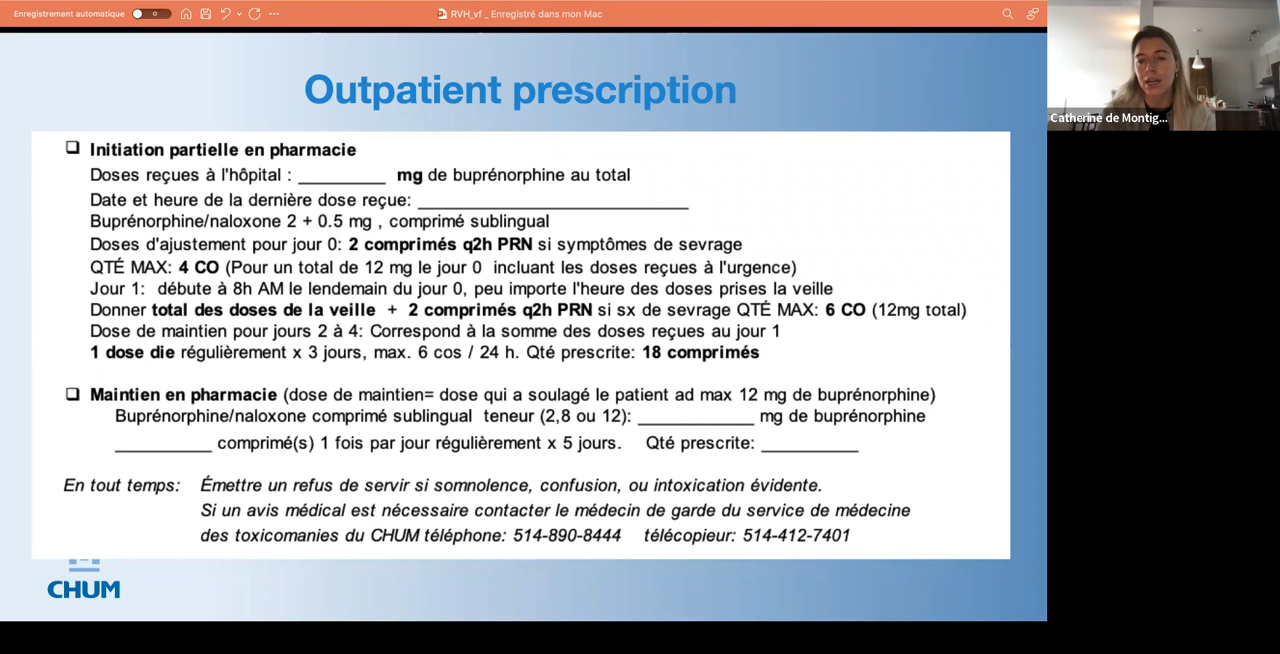 Enregistrement automatique
RVH_vf _ Enregistré dans mon Mac
Outpatient prescription
Catherine de Montig...
Initiation partielle en pharmacie
Doses reçues à l'hôpital : _________ mg de buprénorphine au total
Date et heure de la dernière dose reçue: ____________________________
Buprénorphine/naloxone 2 + 0.5 mg , comprimé sublingual
Doses d'ajustement pour jour 0: 2 comprimés q2h PRN si symptômes de sevrage
QTÉ MAX: 4 CO (Pour un total de 12 mg le jour 0 incluant les doses reçues à l'urgence)
Jour 1: débute à 8h AM le lendemain du jour 0, peu importe l'heure des doses prises la veille
Donner total des doses de la veille + 2 comprimés q2h PRN si sx de sevrage QTÉ MAX: 6 CO (12mg total)
Dose de maintien pour jours 2 à 4: Correspond à la somme des doses reçues au jour 1
1 dose die régulièrement x 3 jours, max. 6 cos / 24 h. Qté prescrite: 18 comprimés
Maintien en pharmacie (dose de maintien= dose qui a soulagé le patient ad max 12 mg de buprénorphine)
Buprénorphine/naloxone comprimé sublingual teneur (2,8 ou 12): ____________ mg de buprénorphine
__________ comprimé(s) 1 fois par jour régulièrement x 5 jours. Qté prescrite: __________
En tout temps: Émettre un refus de servir si somnolence, confusion, ou intoxication évidente.
Si un avis médical est nécessaire contacter le médecin de garde du service de médecine
des toxicomanies du CHUM téléphone: 514-890-8444 télécopieur: 514-412-7401
CHUM